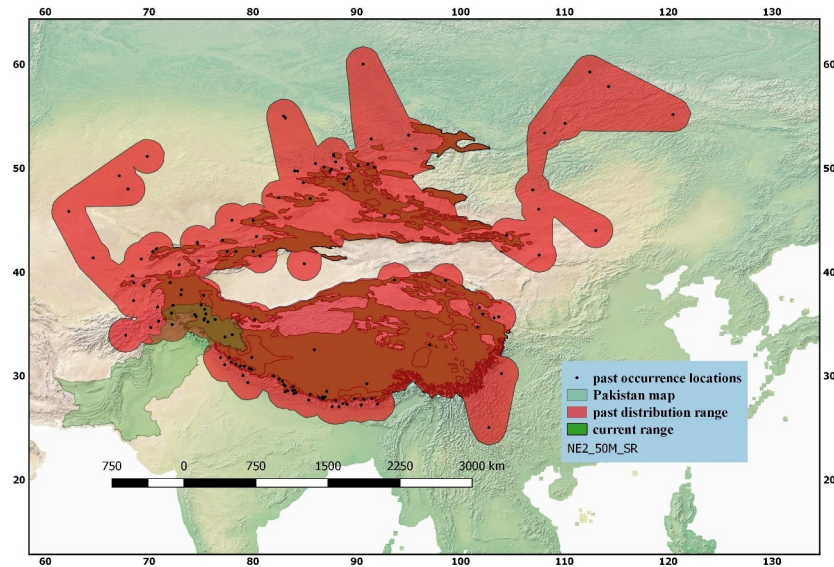 60 70 80 90 100 110 120 130
60 60
50 50
40 40
30 30
20 20
past occurrence locations
Pakistan map
past distribution range
current range
NE2_50M_SR
750 0 750 1500 2250 3000 km
60 70 80 90 100 110 120 130